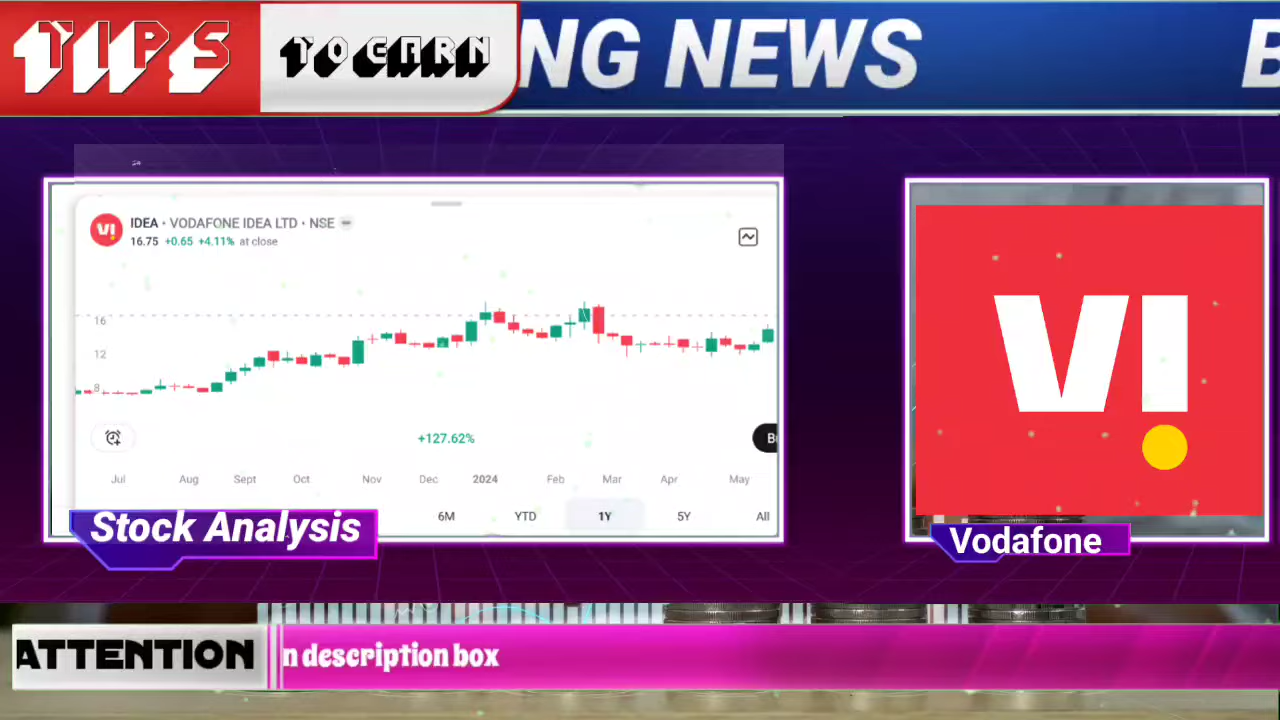 TIPS
TO EARN
NG NEWS
B
IDEA • VODAFONE IDEA LTD • NSE
16.75 +0.65 +4.11% at close
16
12
8
+127.62%
B
Jul Aug Sept Oct Nov Dec 2024 Feb Mar Apr May
6M YTD 1Y 5Y All
Stock Analysis
VI
VI
Vodafone
ATTENTION
n description box